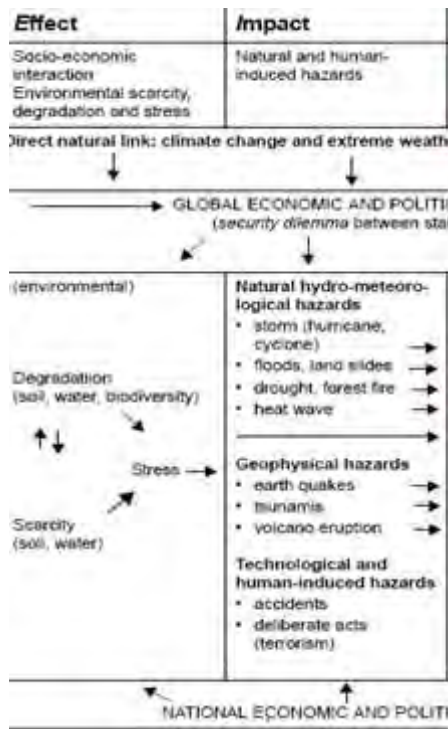 Effect
Impact
Socio-economic
interaction
Environmental scarcity,
degradation and stress
Natural and human-
induced hazards
Direct natural link: climate change and extreme weath
GLOBAL ECONOMIC AND POLITI
(security dilemma between stat
(environmental)
Degradation
(soil, water, biodiversity)
Stress
Scarcity
(soil, water)
Natural hydro-meteoro-
logical hazards
• storm (hurricane,
cyclone)
• floods, land slides
• drought, forest fire
• heat wave
Geophysical hazards
• earth quakes
• tsunamis
• volcano eruption
Technological and
human-induced hazards
• accidents
• deliberate acts
(terrorism)
NATIONAL ECONOMIC AND POLITI